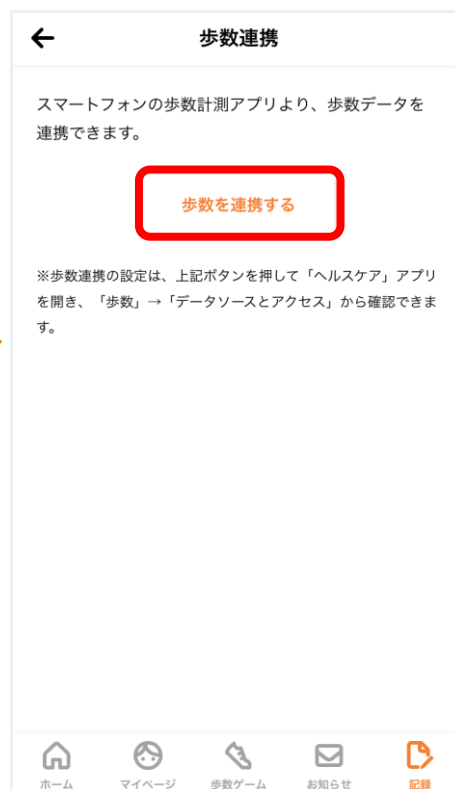 歩数連携
スマートフォンの歩数計測アプリより、歩数データを
連携できます。
歩数を連携する
※歩数連携の設定は、上記ボタンを押して「ヘルスケア」アプリ
を開き、「歩数」→「データソースとアクセス」から確認できま
す。
ホーム マイページ 歩数ゲーム お知らせ 記録